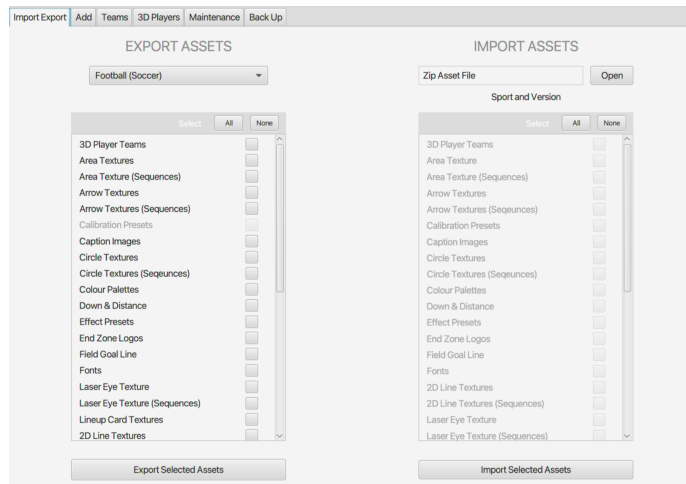 Import Export Add Teams 3D Players Maintenance Back Up
EXPORT ASSETS
Football (Soccer)
Select All None
3D Player Teams
Area Textures
Area Texture (Sequences)
Arrow Textures
Arrow Textures (Sequences)
Calibration Presets
Caption Images
Circle Textures
Circle Textures (Seqeunces)
Colour Palettes
Down & Distance
Effect Presets
End Zone Logos
Field Goal Line
Fonts
Laser Eye Texture
Laser Eye Texture (Sequences)
Lineup Card Textures
2D Line Textures
Export Selected Assets
IMPORT ASSETS
Zip Asset File Open
Sport and Version
Select All None
3D Player Teams
Area Texture
Area Texture (Sequences)
Arrow Textures
Arrow Textures (Seqeunces)
Calibration Presets
Caption Images
Circle Textures
Circle Textures (Seqeunces)
Colour Palettes
Down & Distance
Effect Presets
End Zone Logos
Field Goal Line
Fonts
2D Line Textures
2D Line Textures (Sequences)
Laser Eye Texture
Laser Eye Texture (Sequences)
Import Selected Assets